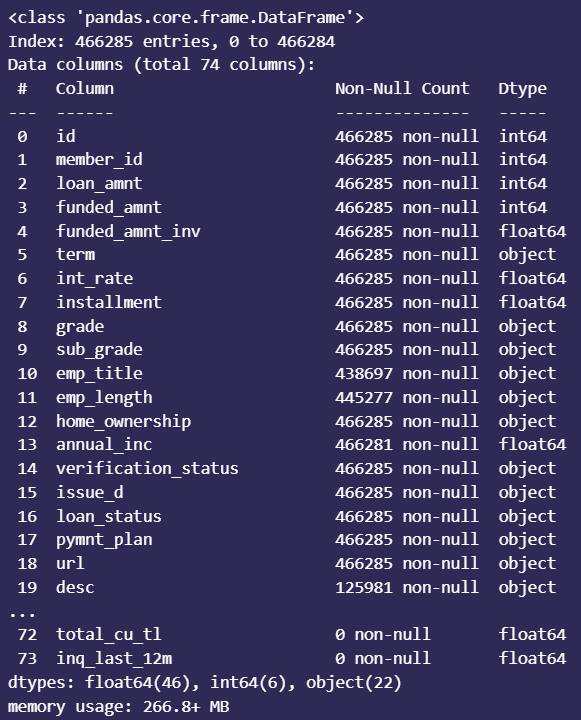 <class 'pandas.core.frame.DataFrame'>
Index: 466285 entries, 0 to 466284
Data columns (total 74 columns):
 #   Column                       Non-Null Count   Dtype
---  ------                       --------------   -----
 0   id                           466285 non-null  int64
 1   member_id                    466285 non-null  int64
 2   loan_amnt                    466285 non-null  int64
 3   funded_amnt                  466285 non-null  int64
 4   funded_amnt_inv              466285 non-null  float64
 5   term                         466285 non-null  object
 6   int_rate                     466285 non-null  float64
 7   installment                  466285 non-null  float64
 8   grade                        466285 non-null  object
 9   sub_grade                    466285 non-null  object
 10  emp_title                    438697 non-null  object
 11  emp_length                   445277 non-null  object
 12  home_ownership               466285 non-null  object
 13  annual_inc                   466281 non-null  float64
 14  verification_status          466285 non-null  object
 15  issue_d                      466285 non-null  object
 16  loan_status                  466285 non-null  object
 17  pymnt_plan                   466285 non-null  object
 18  url                          466285 non-null  object
 19  desc                         125981 non-null  object
...
 72  total_cu_tl                  0 non-null       float64
 73  inq_last_12m                 0 non-null       float64
dtypes: float64(46), int64(6), object(22)
memory usage: 266.8+ MB